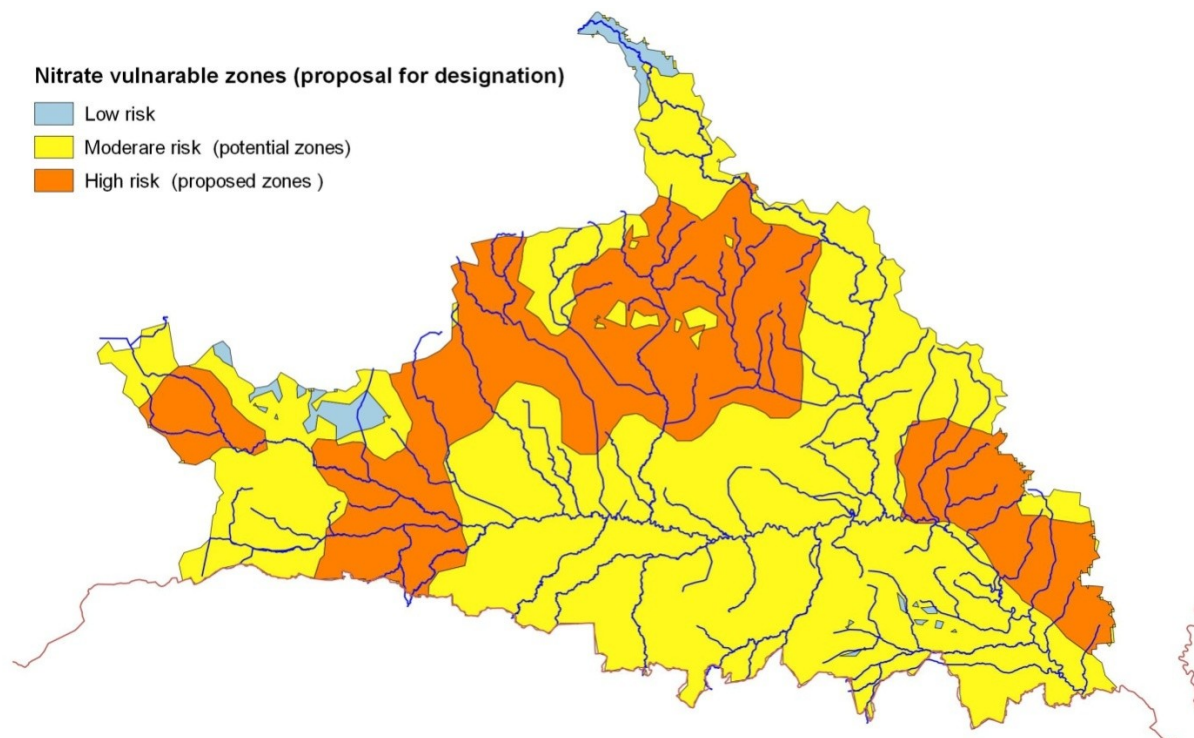 Nitrate vulnarable zones (proposal for designation)
Low risk
Moderare risk (potential zones)
High risk (proposed zones )